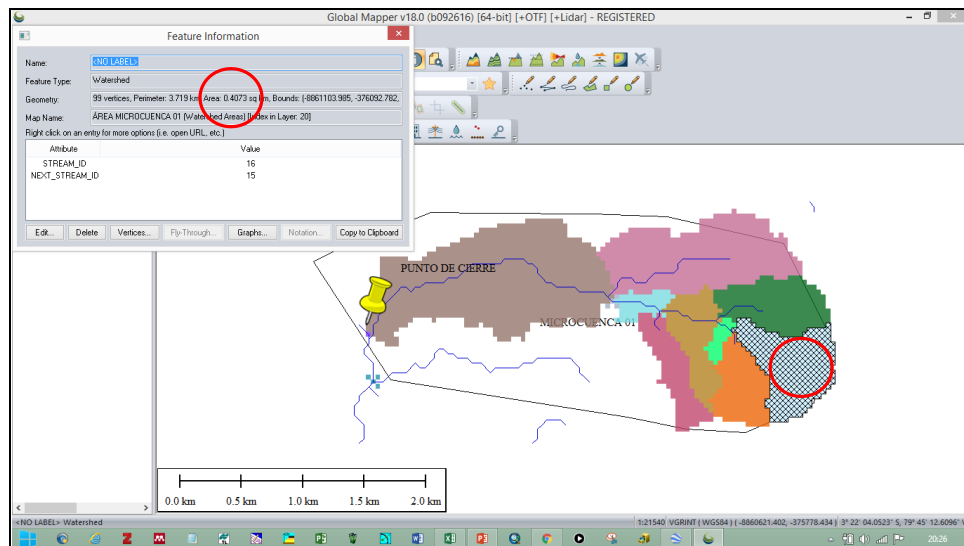 Global Mapper v18.0 (b092616) [64-bit] [+OTF] [+Lidar] - REGISTERED
Feature Information
Name: <NO LABEL>
Feature Type: Watershed
Geometry: 99 vertices, Perimeter: 3.719 km, Area: 0.4073 sq km, Bounds: (-8861103.985, -376092.782,
Map Name: ÁREA MICROCUENCA 01 (Watershed Areas) [Index in Layer: 20]
Right click on an entry for more options (i.e. open URL, etc.)
Attribute Value
STREAM_ID 16
NEXT_STREAM_ID 15
Edit... Delete Vertices... Fly-Through... Graphs... Notation... Copy to Clipboard
PUNTO DE CIERRE
MICROCUENCA 01
0.0 km 0.5 km 1.0 km 1.5 km 2.0 km
<NO LABEL> Watershed
1:21540 VGRINT ( WGS84 ) ( -8860621.402, -375778.434 ) 3° 22' 04.0523" S, 79° 45' 12.6096" W
20:26